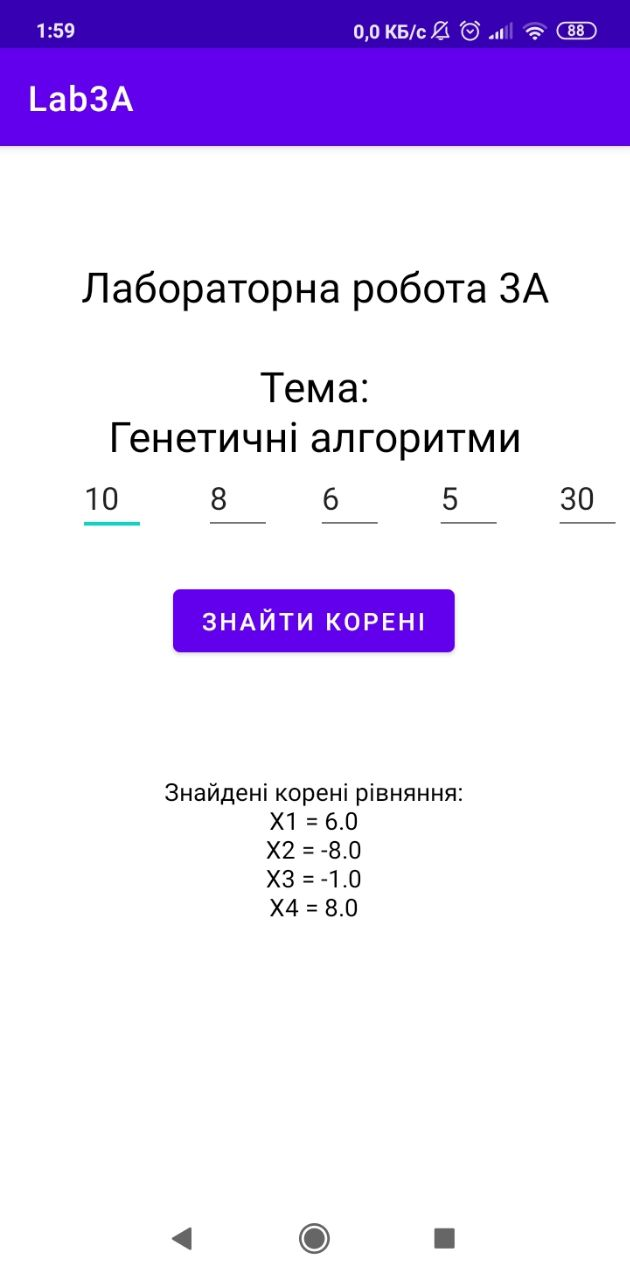 1:59
0,0 КБ/с
88
Lab3A
Лабораторна робота 3А
Тема:
Генетичні алгоритми
10 8 6 5 30
ЗНАЙТИ КОРЕНІ
Знайдені корені рівняння:
X1 = 6.0
X2 = -8.0
X3 = -1.0
X4 = 8.0